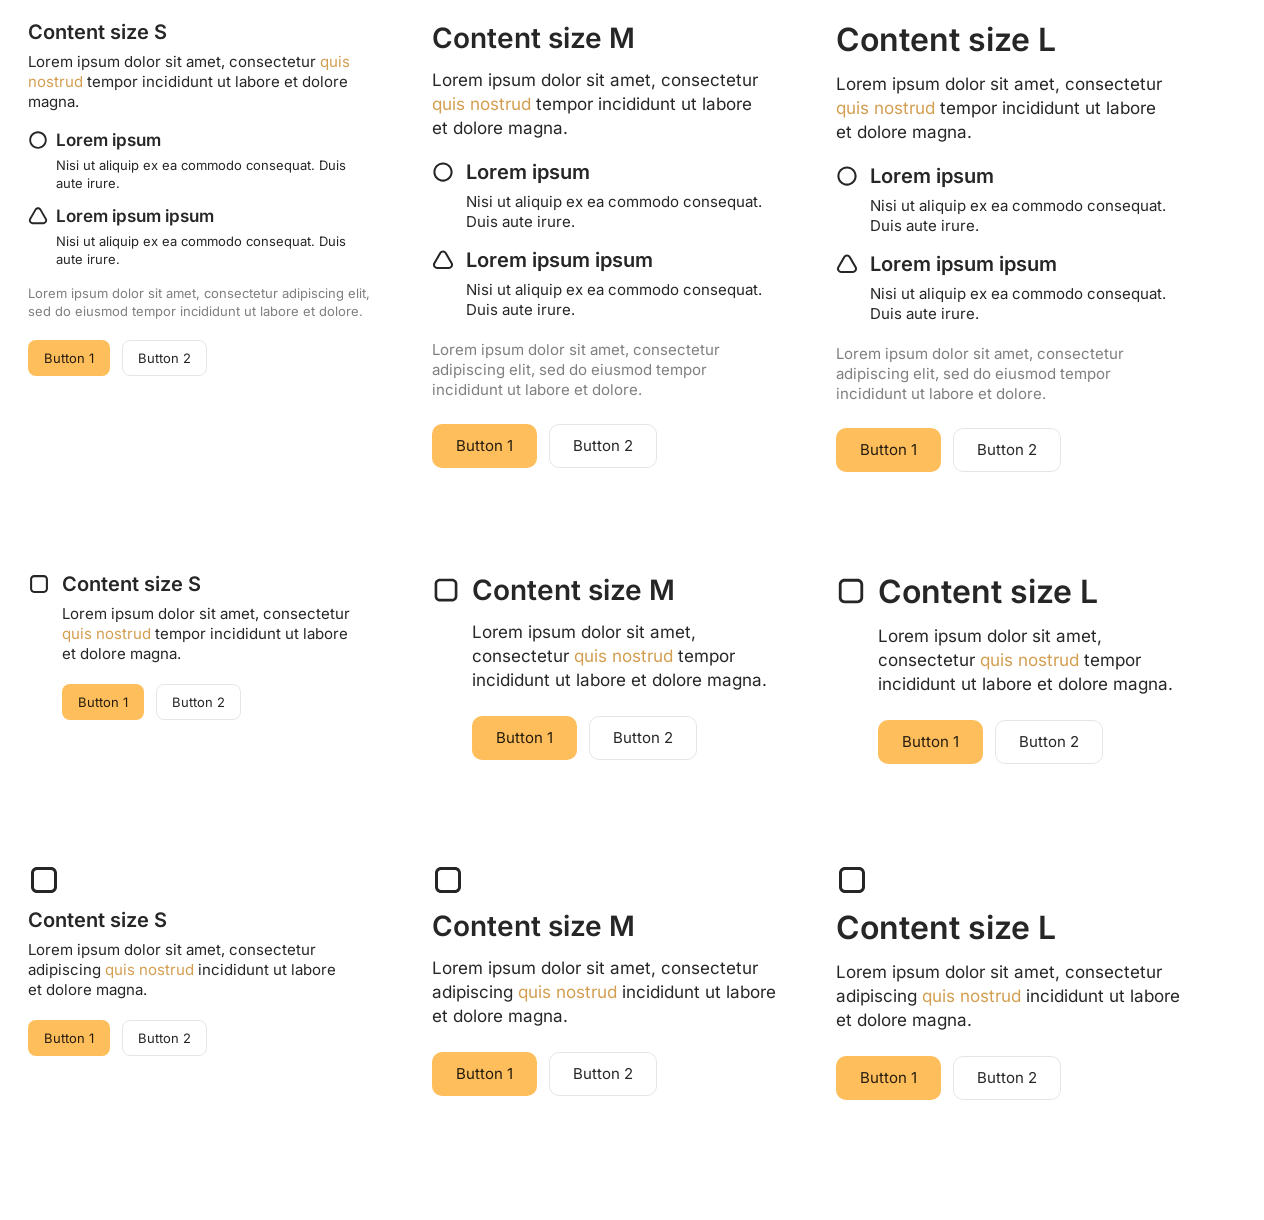 Content size S
Lorem ipsum dolor sit amet, consectetur quis
nostrud tempor incididunt ut labore et dolore
magna.
Lorem ipsum
Nisi ut aliquip ex ea commodo consequat. Duis
aute irure.
Lorem ipsum ipsum
Nisi ut aliquip ex ea commodo consequat. Duis
aute irure.
Lorem ipsum dolor sit amet, consectetur adipiscing elit,
sed do eiusmod tempor incididunt ut labore et dolore.
Button 1
Button 2
Content size M
Lorem ipsum dolor sit amet, consectetur
quis nostrud tempor incididunt ut labore
et dolore magna.
Lorem ipsum
Nisi ut aliquip ex ea commodo consequat.
Duis aute irure.
Lorem ipsum ipsum
Nisi ut aliquip ex ea commodo consequat.
Duis aute irure.
Lorem ipsum dolor sit amet, consectetur
adipiscing elit, sed do eiusmod tempor
incididunt ut labore et dolore.
Button 1
Button 2
Content size L
Lorem ipsum dolor sit amet, consectetur
quis nostrud tempor incididunt ut labore
et dolore magna.
Lorem ipsum
Nisi ut aliquip ex ea commodo consequat.
Duis aute irure.
Lorem ipsum ipsum
Nisi ut aliquip ex ea commodo consequat.
Duis aute irure.
Lorem ipsum dolor sit amet, consectetur
adipiscing elit, sed do eiusmod tempor
incididunt ut labore et dolore.
Button 1
Button 2
Content size S
Lorem ipsum dolor sit amet, consectetur
quis nostrud tempor incididunt ut labore
et dolore magna.
Button 1
Button 2
Content size M
Lorem ipsum dolor sit amet,
consectetur quis nostrud tempor
incididunt ut labore et dolore magna.
Button 1
Button 2
Content size L
Lorem ipsum dolor sit amet,
consectetur quis nostrud tempor
incididunt ut labore et dolore magna.
Button 1
Button 2
Content size S
Lorem ipsum dolor sit amet, consectetur
adipiscing quis nostrud incididunt ut labore
et dolore magna.
Button 1
Button 2
Content size M
Lorem ipsum dolor sit amet, consectetur
adipiscing quis nostrud incididunt ut labore
et dolore magna.
Button 1
Button 2
Content size L
Lorem ipsum dolor sit amet, consectetur
adipiscing quis nostrud incididunt ut labore
et dolore magna.
Button 1
Button 2